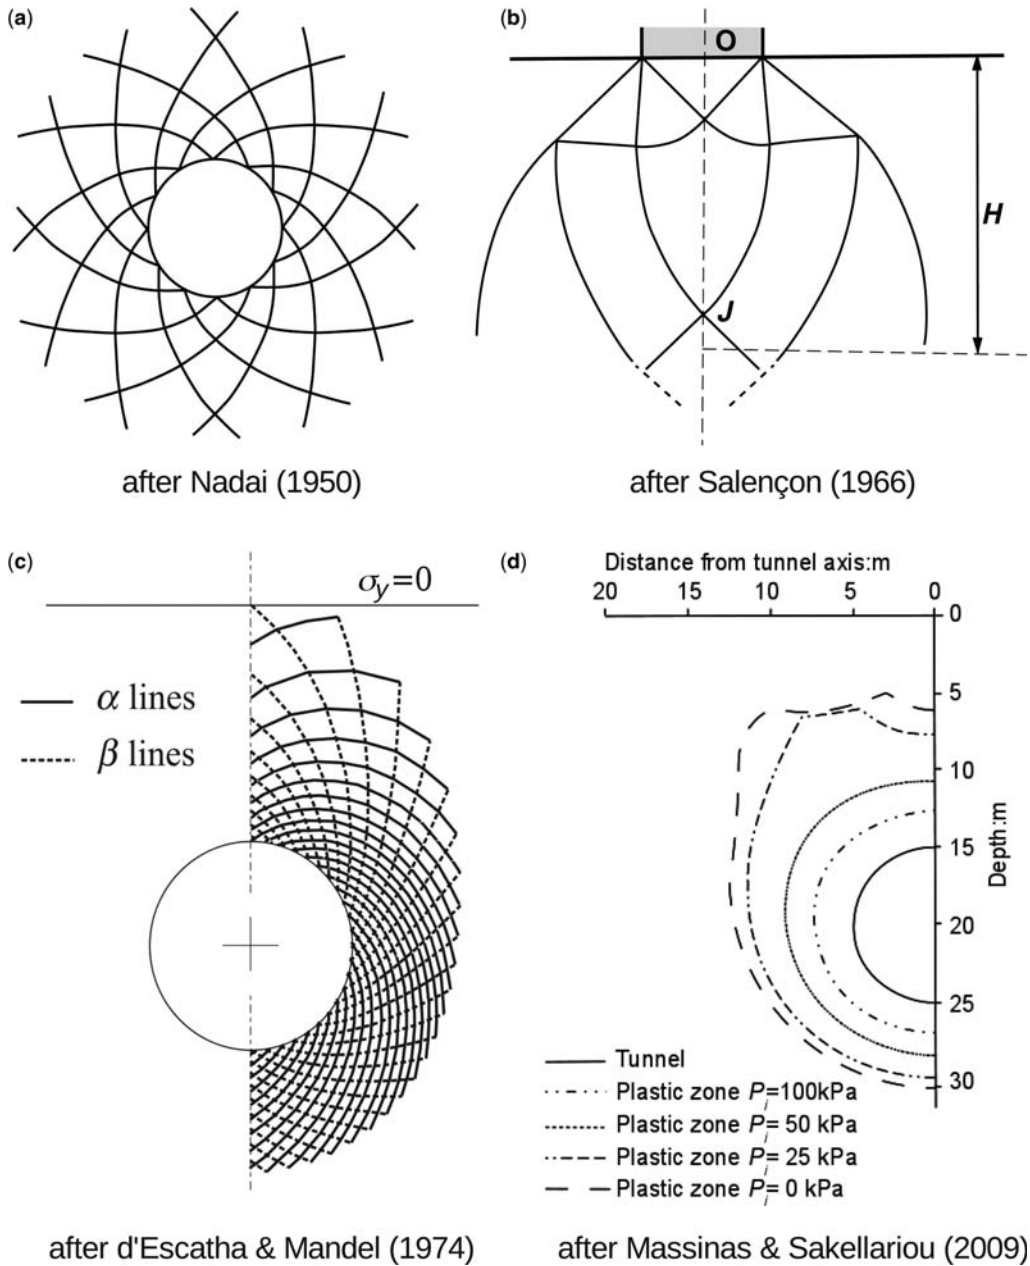 (a)
(b)
O
H
J
after Nadai (1950)
after Salençon (1966)
(c)
σy=0
α lines
β lines
(d)
Distance from tunnel axis:m
20 15 10 5 0
0
5
10
15
20
25
30
Depth:m
Tunnel
Plastic zone Pi=100kPa
Plastic zone Pi= 50 kPa
Plastic zone Pi= 25 kPa
Plastic zone Pi= 0 kPa
after d'Escatha & Mandel (1974)
after Massinas & Sakellariou (2009)